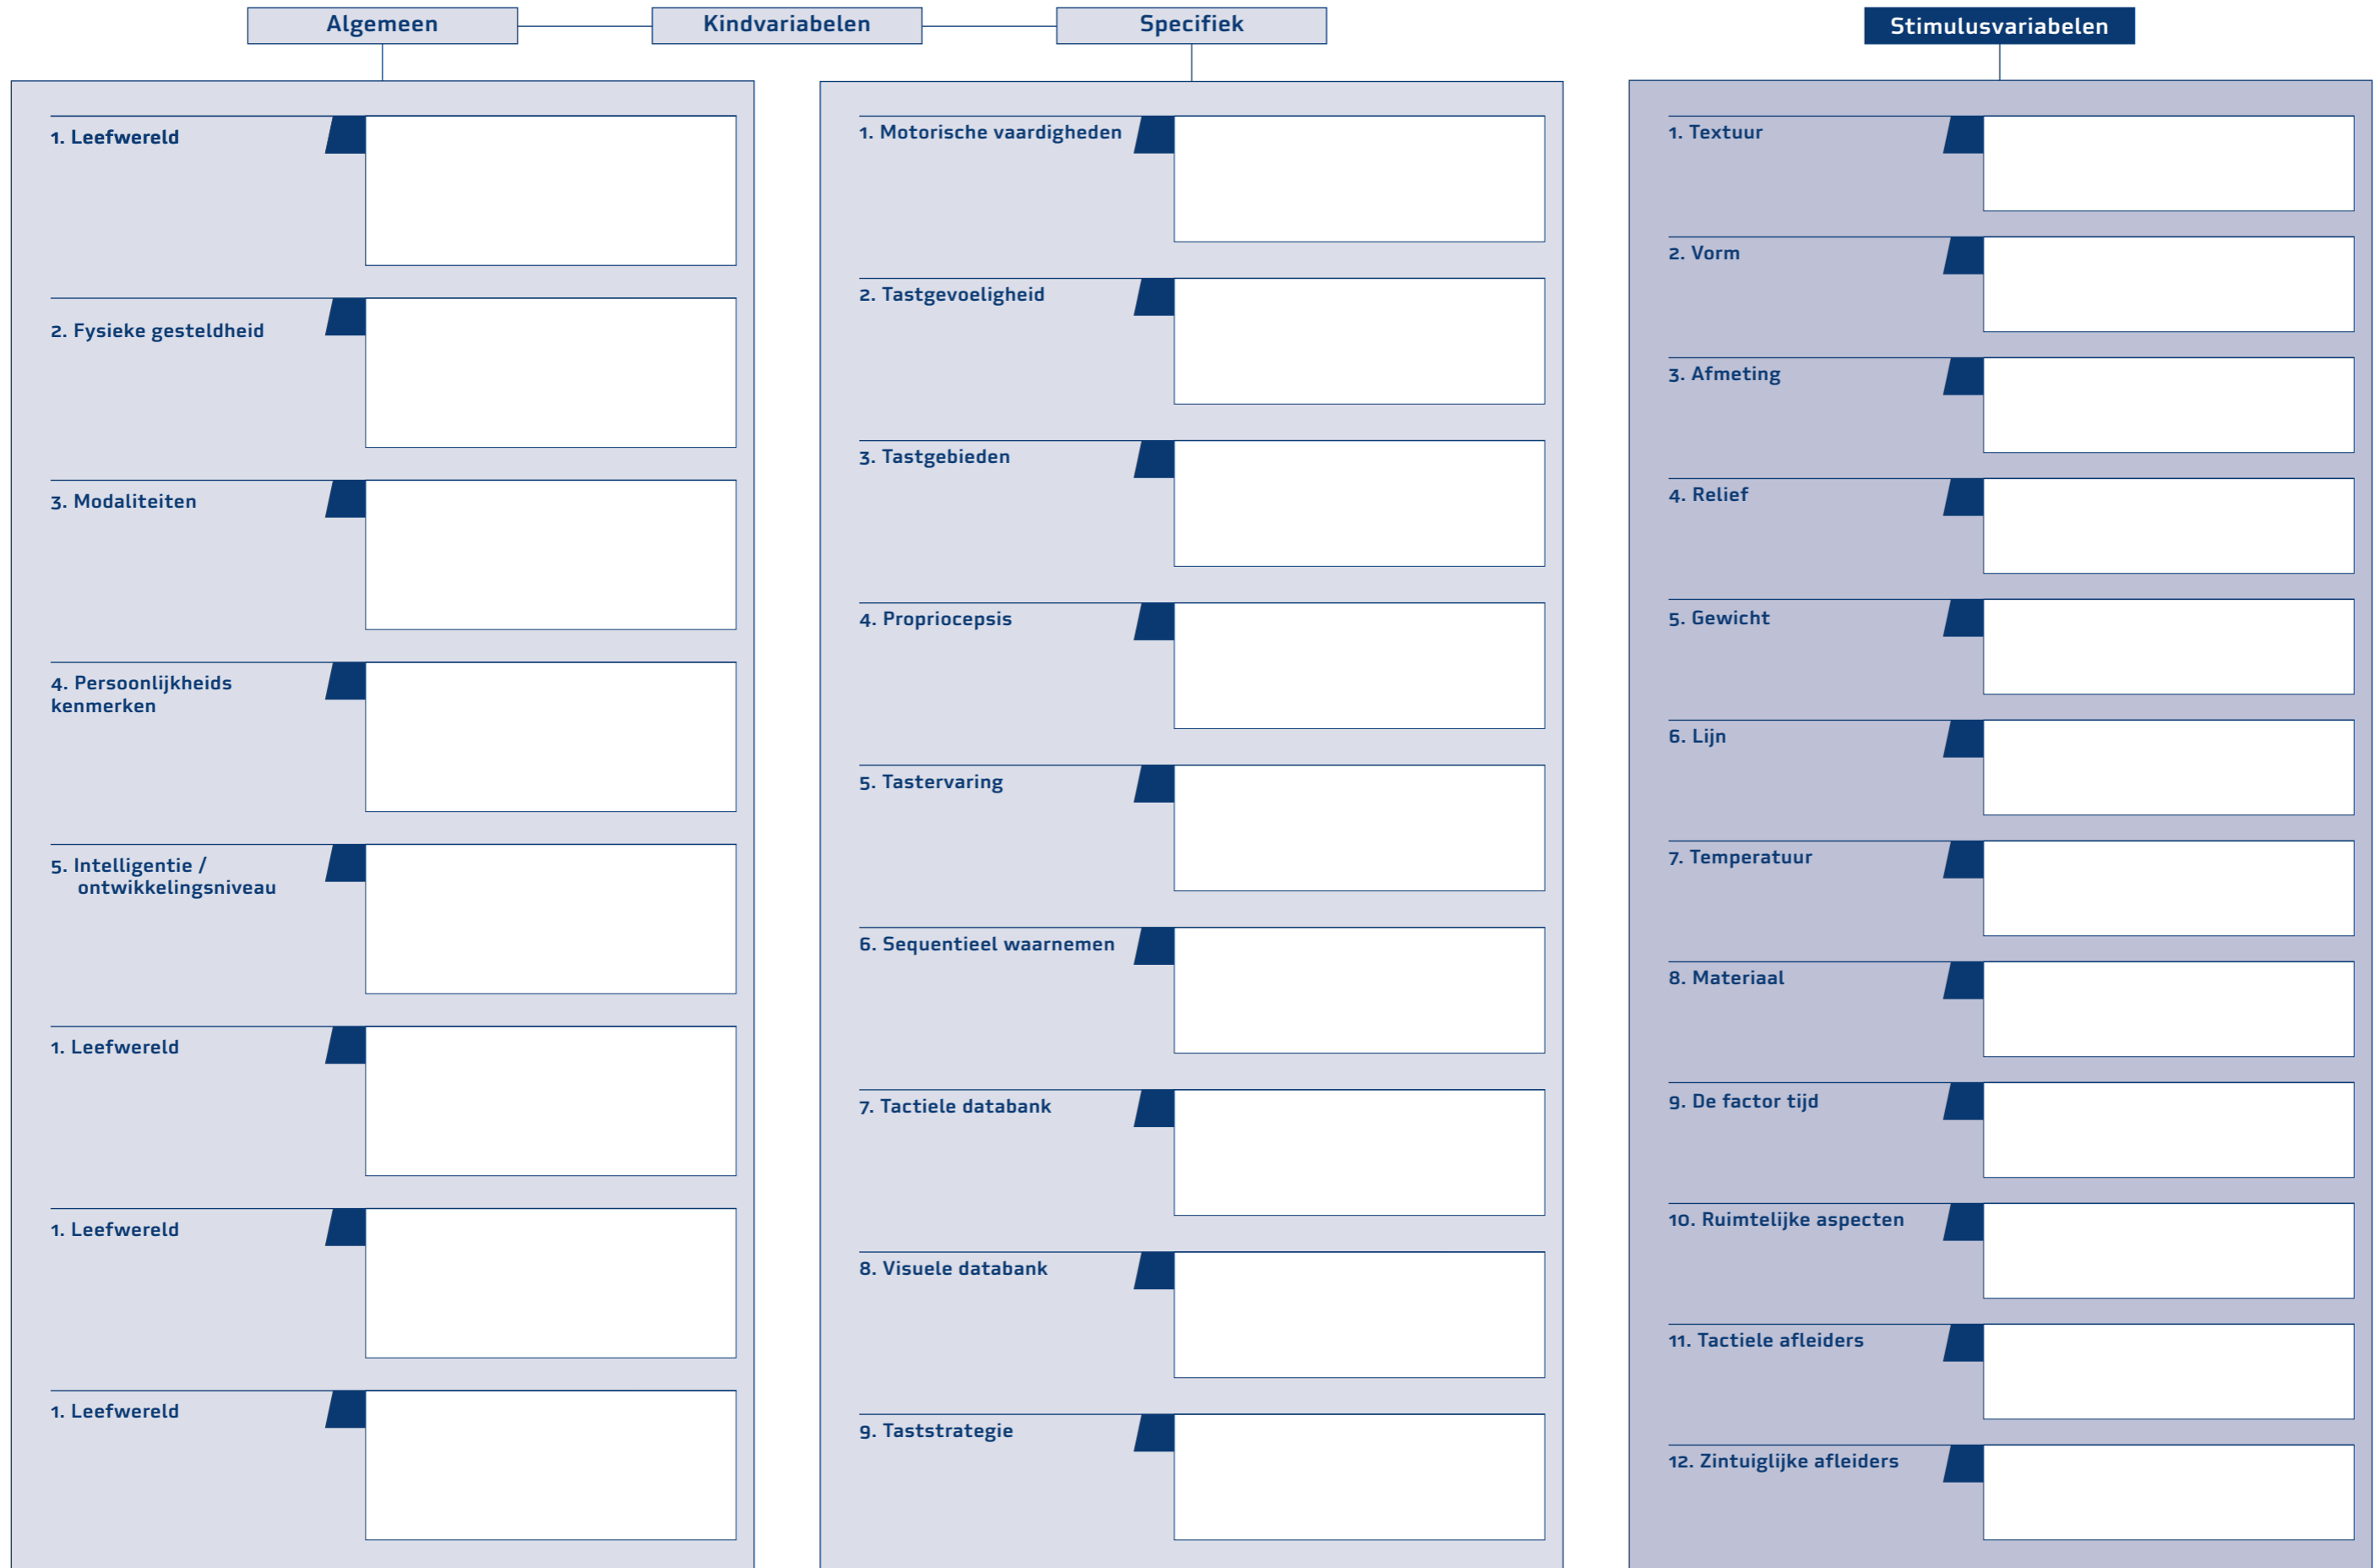 Algemeen
Kindvariabelen
Specifiek
Stimulusvariabelen
1. Leefwereld
2. Fysieke gesteldheid
3. Modaliteiten
4. Persoonlijkheids
kenmerken
5. Intelligentie /
ontwikkelingsniveau
1. Leefwereld
1. Leefwereld
1. Leefwereld
1. Motorische vaardigheden
2. Tastgevoeligheid
3. Tastgebieden
4. Propriocepsis
5. Tastervaring
6. Sequentieel waarnemen
7. Tactiele databank
8. Visuele databank
9. Taststrategie
1. Textuur
2. Vorm
3. Afmeting
4. Relief
5. Gewicht
6. Lijn
7. Temperatuur
8. Materiaal
9. De factor tijd
10. Ruimtelijke aspecten
11. Tactiele afleiders
12. Zintuiglijke afleiders